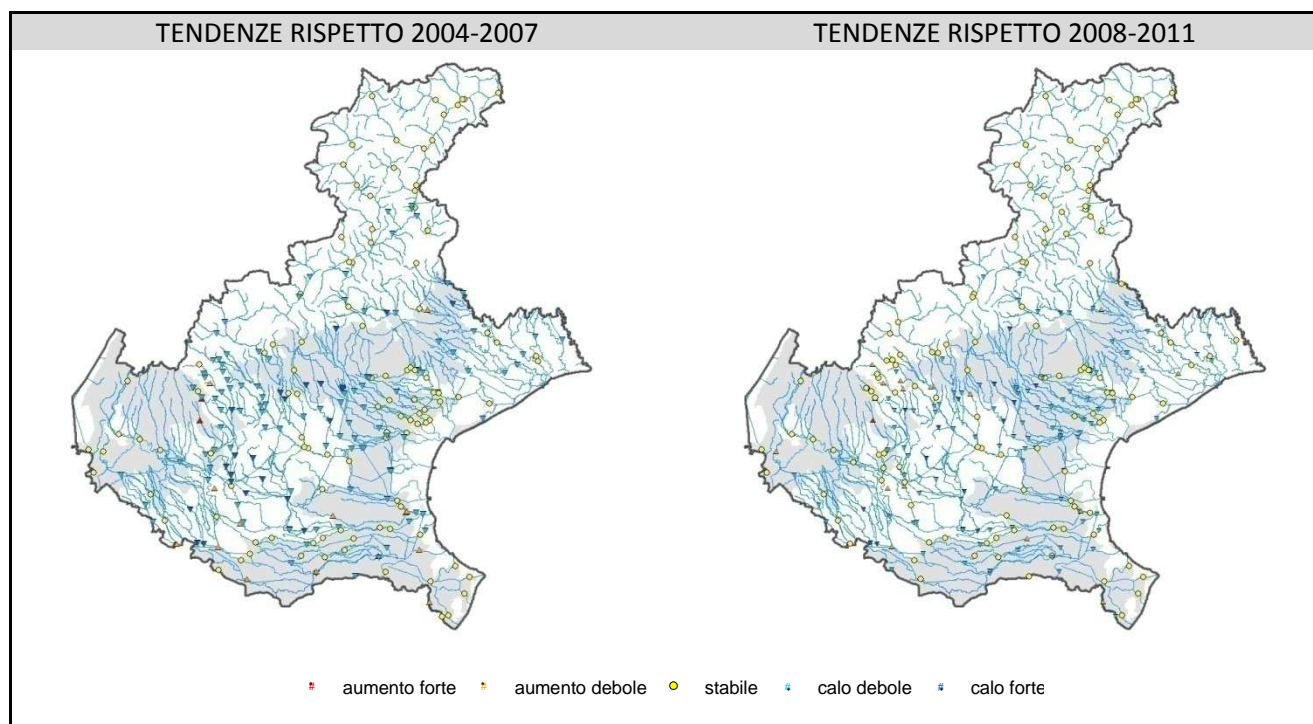 TENDENZE RISPETTO 2004-2007
TENDENZE RISPETTO 2008-2011
# aumento forte # aumento debole stabile # calo debole # calo forte